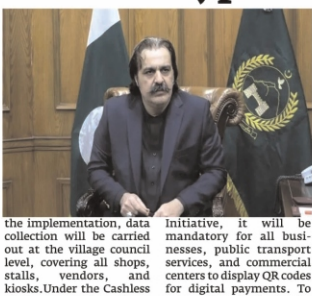 the implementation, data
collection will be carried
out at the village council
level, covering all shops,
stalls, vendors, and
kiosks.Under the Cashless
Initiative, it will be
mandatory for all busi-
nesses, public transport
services, and commercial
centers to display QR codes
for digital payments. To